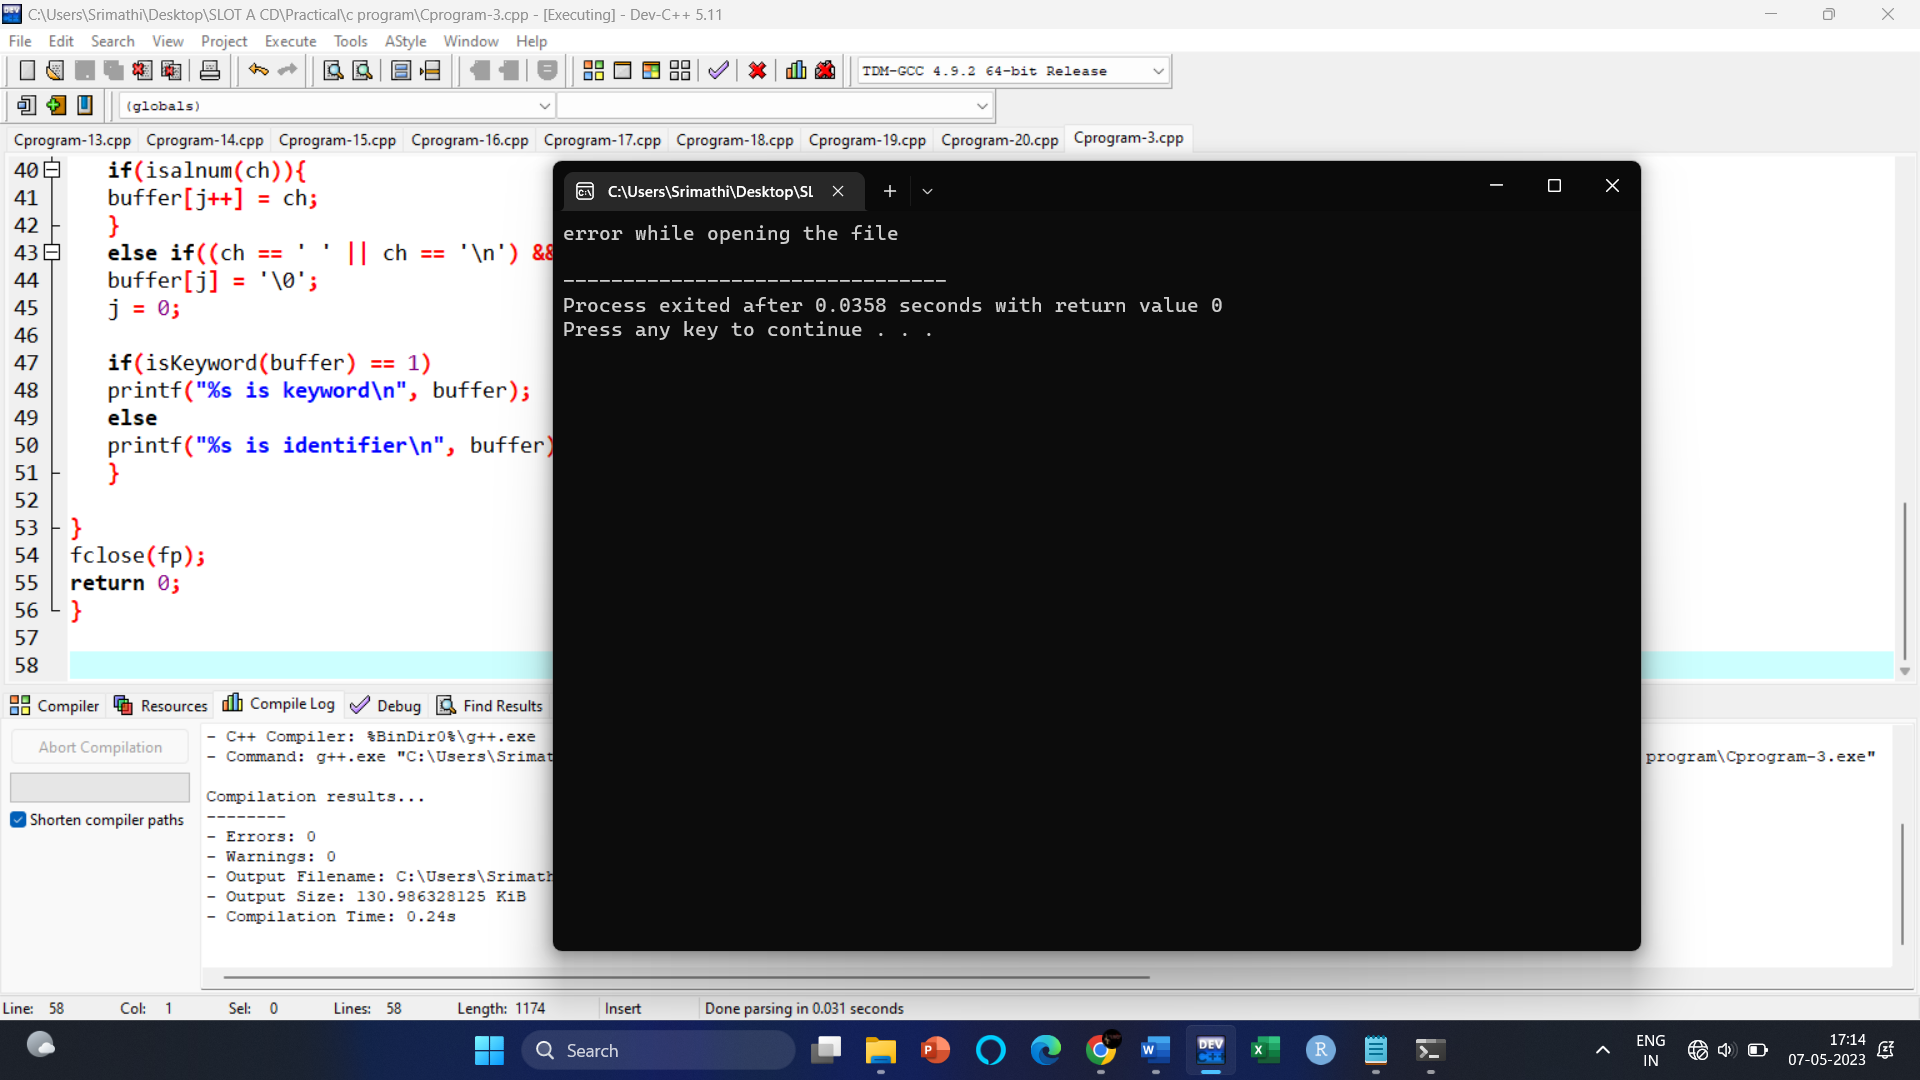 C:\Users\Srimathi\Desktop\SLOT A CD\Practical\c program\Cprogram-3.cpp - [Executing] - Dev-C++ 5.11
File Edit Search View Project Execute Tools AStyle Window Help
TDM-GCC 4.9.2 64-bit Release
(globals)
Cprogram-13.cpp Cprogram-14.cpp Cprogram-15.cpp Cprogram-16.cpp Cprogram-17.cpp Cprogram-18.cpp Cprogram-19.cpp Cprogram-20.cpp Cprogram-3.cpp
40 if(isalnum(ch)){
41 buffer[j++] = ch;
42 }
43 else if((ch == ' ' || ch == '\n') &&
44 buffer[j] = '\0';
45 j = 0;
46
47 if(isKeyword(buffer) == 1)
48 printf("%s is keyword\n", buffer);
49 else
50 printf("%s is identifier\n", buffer)
51 }
52
53 }
54 fclose(fp);
55 return 0;
56 }
57
58
C:\Users\Srimathi\Desktop\SL
error while opening the file
--------------------------------
Process exited after 0.0358 seconds with return value 0
Press any key to continue . . .
Compiler Resources Compile Log Debug Find Results
Abort Compilation
Shorten compiler paths
- C++ Compiler: %BinDir0%\g++.exe
- Command: g++.exe "C:\Users\Srimat program\Cprogram-3.exe"
Compilation results...
--------
- Errors: 0
- Warnings: 0
- Output Filename: C:\Users\Srimath
- Output Size: 130.986328125 KiB
- Compilation Time: 0.24s
Line: 58 Col: 1 Sel: 0 Lines: 58 Length: 1174 Insert Done parsing in 0.031 seconds
Search
DEV
ENG
IN
17:14
07-05-2023